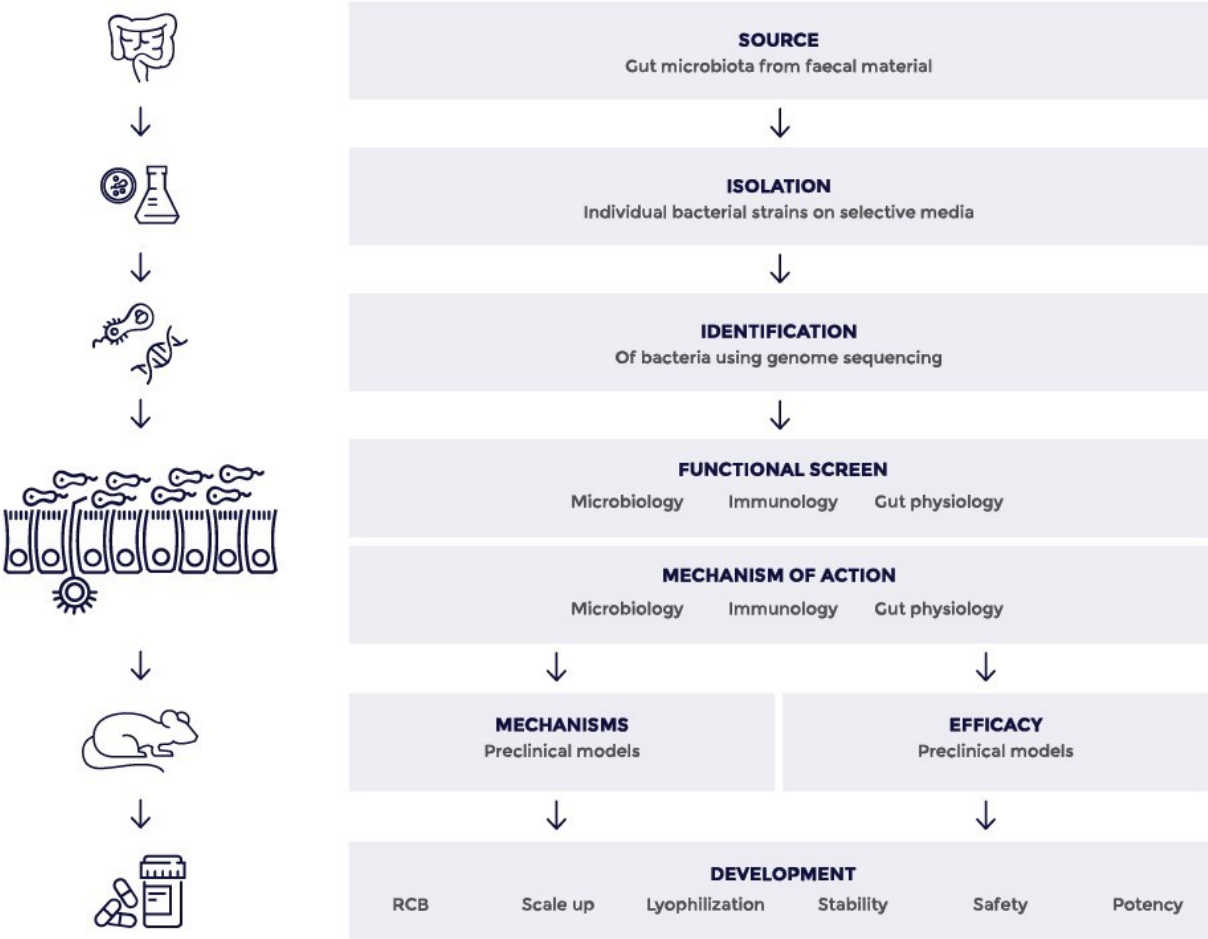 SOURCE
Gut microbiota from faecal material
ISOLATION
Individual bacterial strains on selective media
IDENTIFICATION
Of bacteria using genome sequencing
FUNCTIONAL SCREEN
Microbiology Immunology Gut physiology
MECHANISM OF ACTION
Microbiology Immunology Gut physiology
MECHANISMS
Preclinical models
EFFICACY
Preclinical models
DEVELOPMENT
RCB Scale up Lyophilization Stability Safety Potency